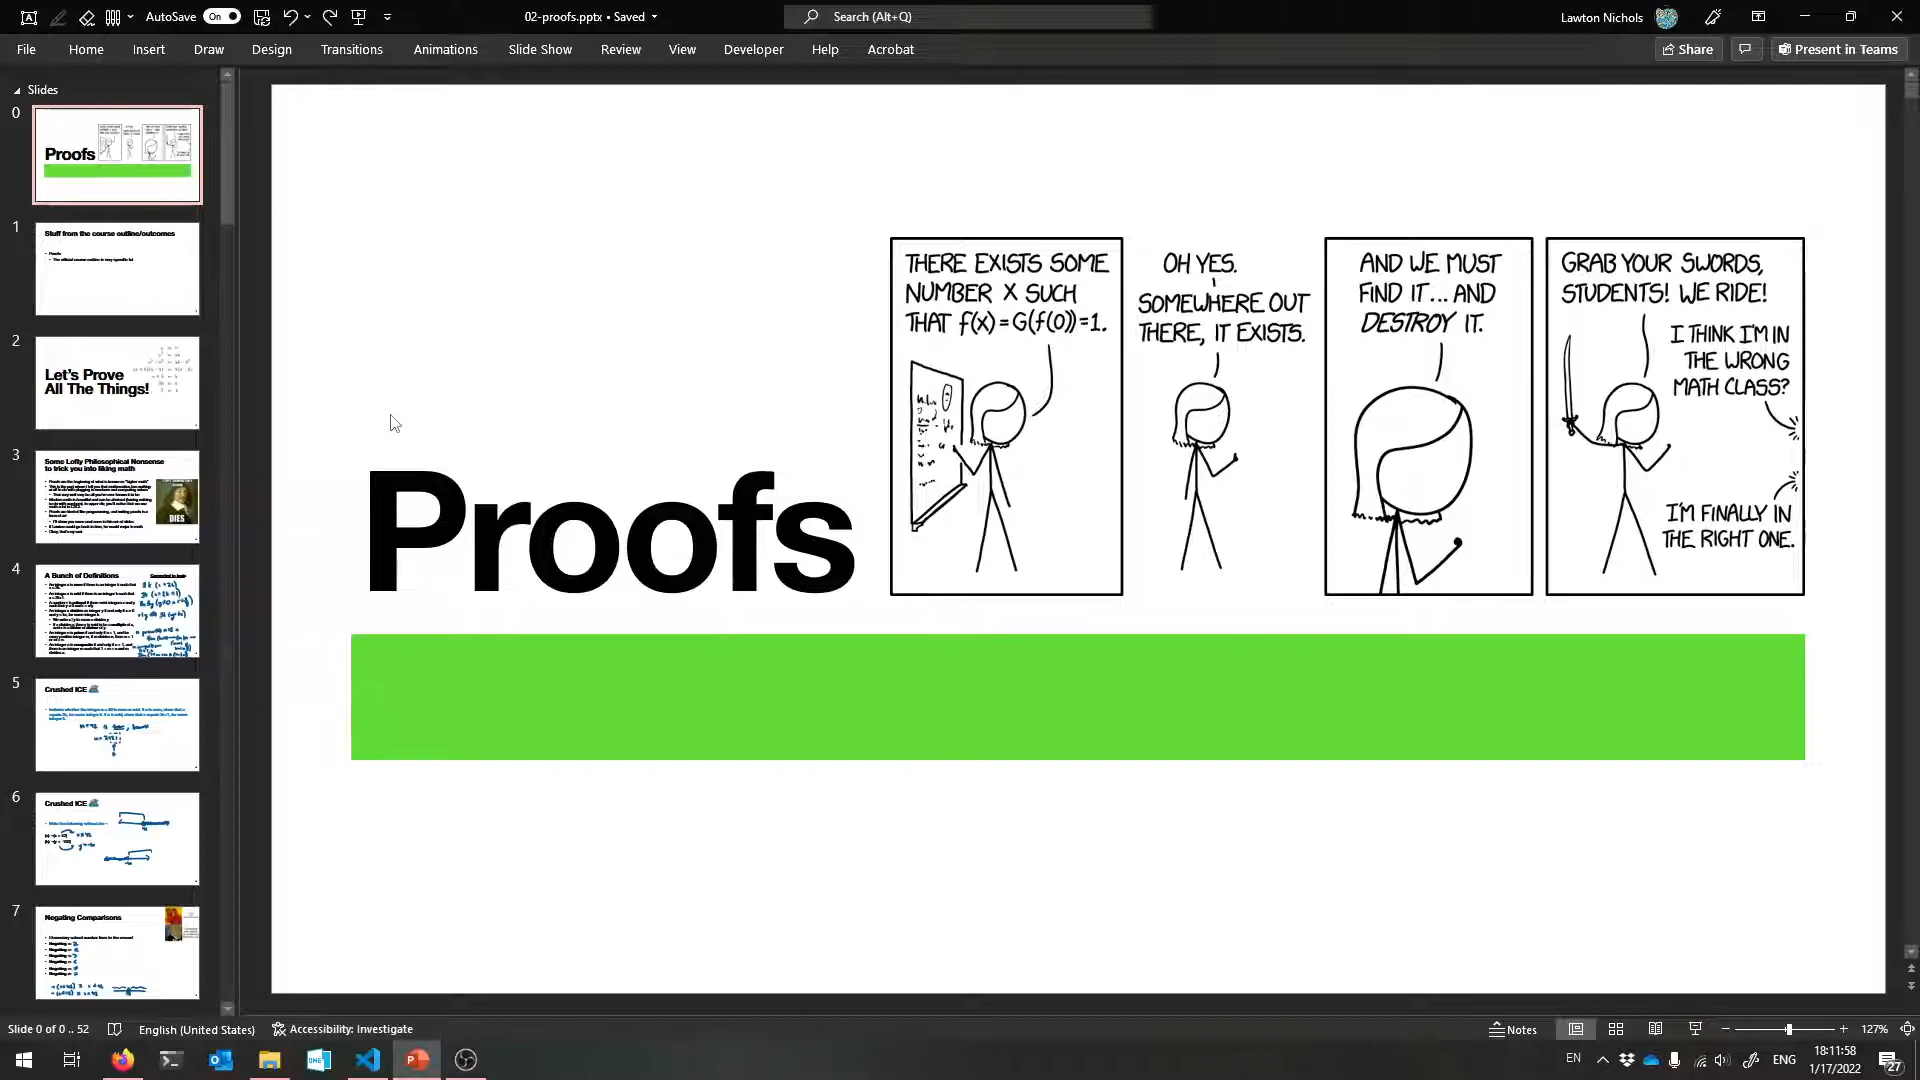 AutoSave On 02-proofs.pptx • Saved Search (Alt+Q) Lawton Nichols
File Home Insert Draw Design Transitions Animations Slide Show Review View Developer Help Acrobat Share Present in Teams
Slides
0
Proofs
1
Stuff from the course outline/outcomes
Proofs
2
Let's Prove
All The Things!
3
Some Lofty Philosophical Nonsense
to trick you into liking math
DIES
4
A Bunch of Definitions
5
Crushed ICE
6
Crushed ICE
7
Negating Comparisons
THERE EXISTS SOME
NUMBER X SUCH
THAT f(x)=G(f(0))=1.
OH YES.
SOMEWHERE OUT
THERE, IT EXISTS.
AND WE MUST
FIND IT... AND
DESTROY IT.
GRAB YOUR SWORDS,
STUDENTS! WE RIDE!
I THINK I'M IN
THE WRONG
MATH CLASS?
I'M FINALLY IN
THE RIGHT ONE.
Proofs
Slide 0 of 0 .. 52 English (United States) Accessibility: Investigate Notes 127%
EN ENG 18:11:58
1/17/2022 27